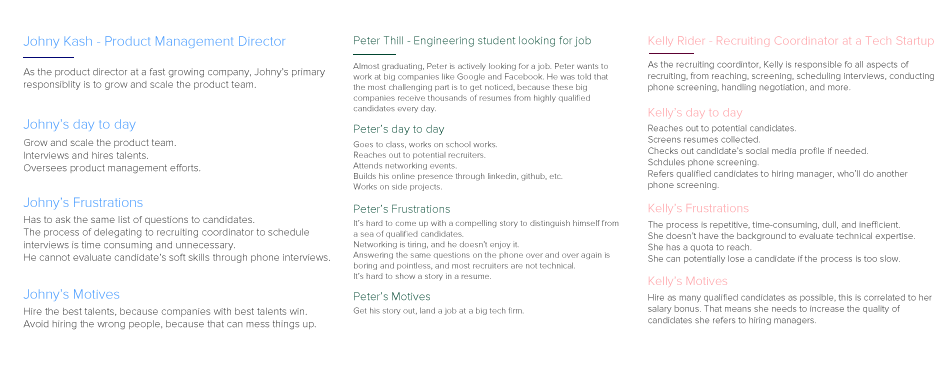 Johny Kash - Product Management Director
As the product director at a fast growing company, Johny's primary
responsiblity is to grow and scale the product team.
Johny's day to day
Grow and scale the product team.
Interviews and hires talents.
Oversees product management efforts.
Johny's Frustrations
Has to ask the same list of questions to candidates.
The process of delegating to recruiting coordinator to schedule
interviews is time consuming and unnecessary.
He cannot evaluate candidate's soft skills through phone interviews.
Johny's Motives
Hire the best talents, because companies with best talents win.
Avoid hiring the wrong people, because that can mess things up.
Peter Thill - Engineering student looking for job
Almost graduating, Peter is actively looking for a job. Peter wants to
work at big companies like Google and Facebook. He was told that
the most challenging part is to get noticed, because these big
companies receive thousands of resumes from highly qualified
candidates every day.
Peter's day to day
Goes to class, works on school works.
Reaches out to potential recruiters.
Attends networking events.
Builds his online presence through linkedin, github, etc.
Works on side projects.
Peter's Frustrations
It's hard to come up with a compelling story to distinguish himself from
a sea of qualified candidates.
Networking is tiring, and he doesn't enjoy it.
Answering the same questions on the phone over and over again is
boring and pointless, and most recruiters are not technical.
It's hard to show a story in a resume.
Peter's Motives
Get his story out, land a job at a big tech firm.
Kelly Rider - Recruiting Coordinator at a Tech Startup
As the recruiting coordintor, Kelly is responsible fo all aspects of
recruiting, from reaching, screening, scheduling interviews, conducting
phone screening, handling negotiation, and more.
Kelly's day to day
Reaches out to potential candidates.
Screens resumes collected.
Checks out candidate's social media profile if needed.
Schdules phone screening.
Refers qualified candidates to hiring manager, who'll do another
phone screening.
Kelly's Frustrations
The process is repetitive, time-consuming, dull, and inefficient.
She doesn't have the background to evaluate technical expertise.
She has a quota to reach.
She can potentially lose a candidate if the process is too slow.
Kelly's Motives
Hire as many qualified candidates as possible, this is correlated to her
salary bonus. That means she needs to increase the quality of
candidates she refers to hiring managers.